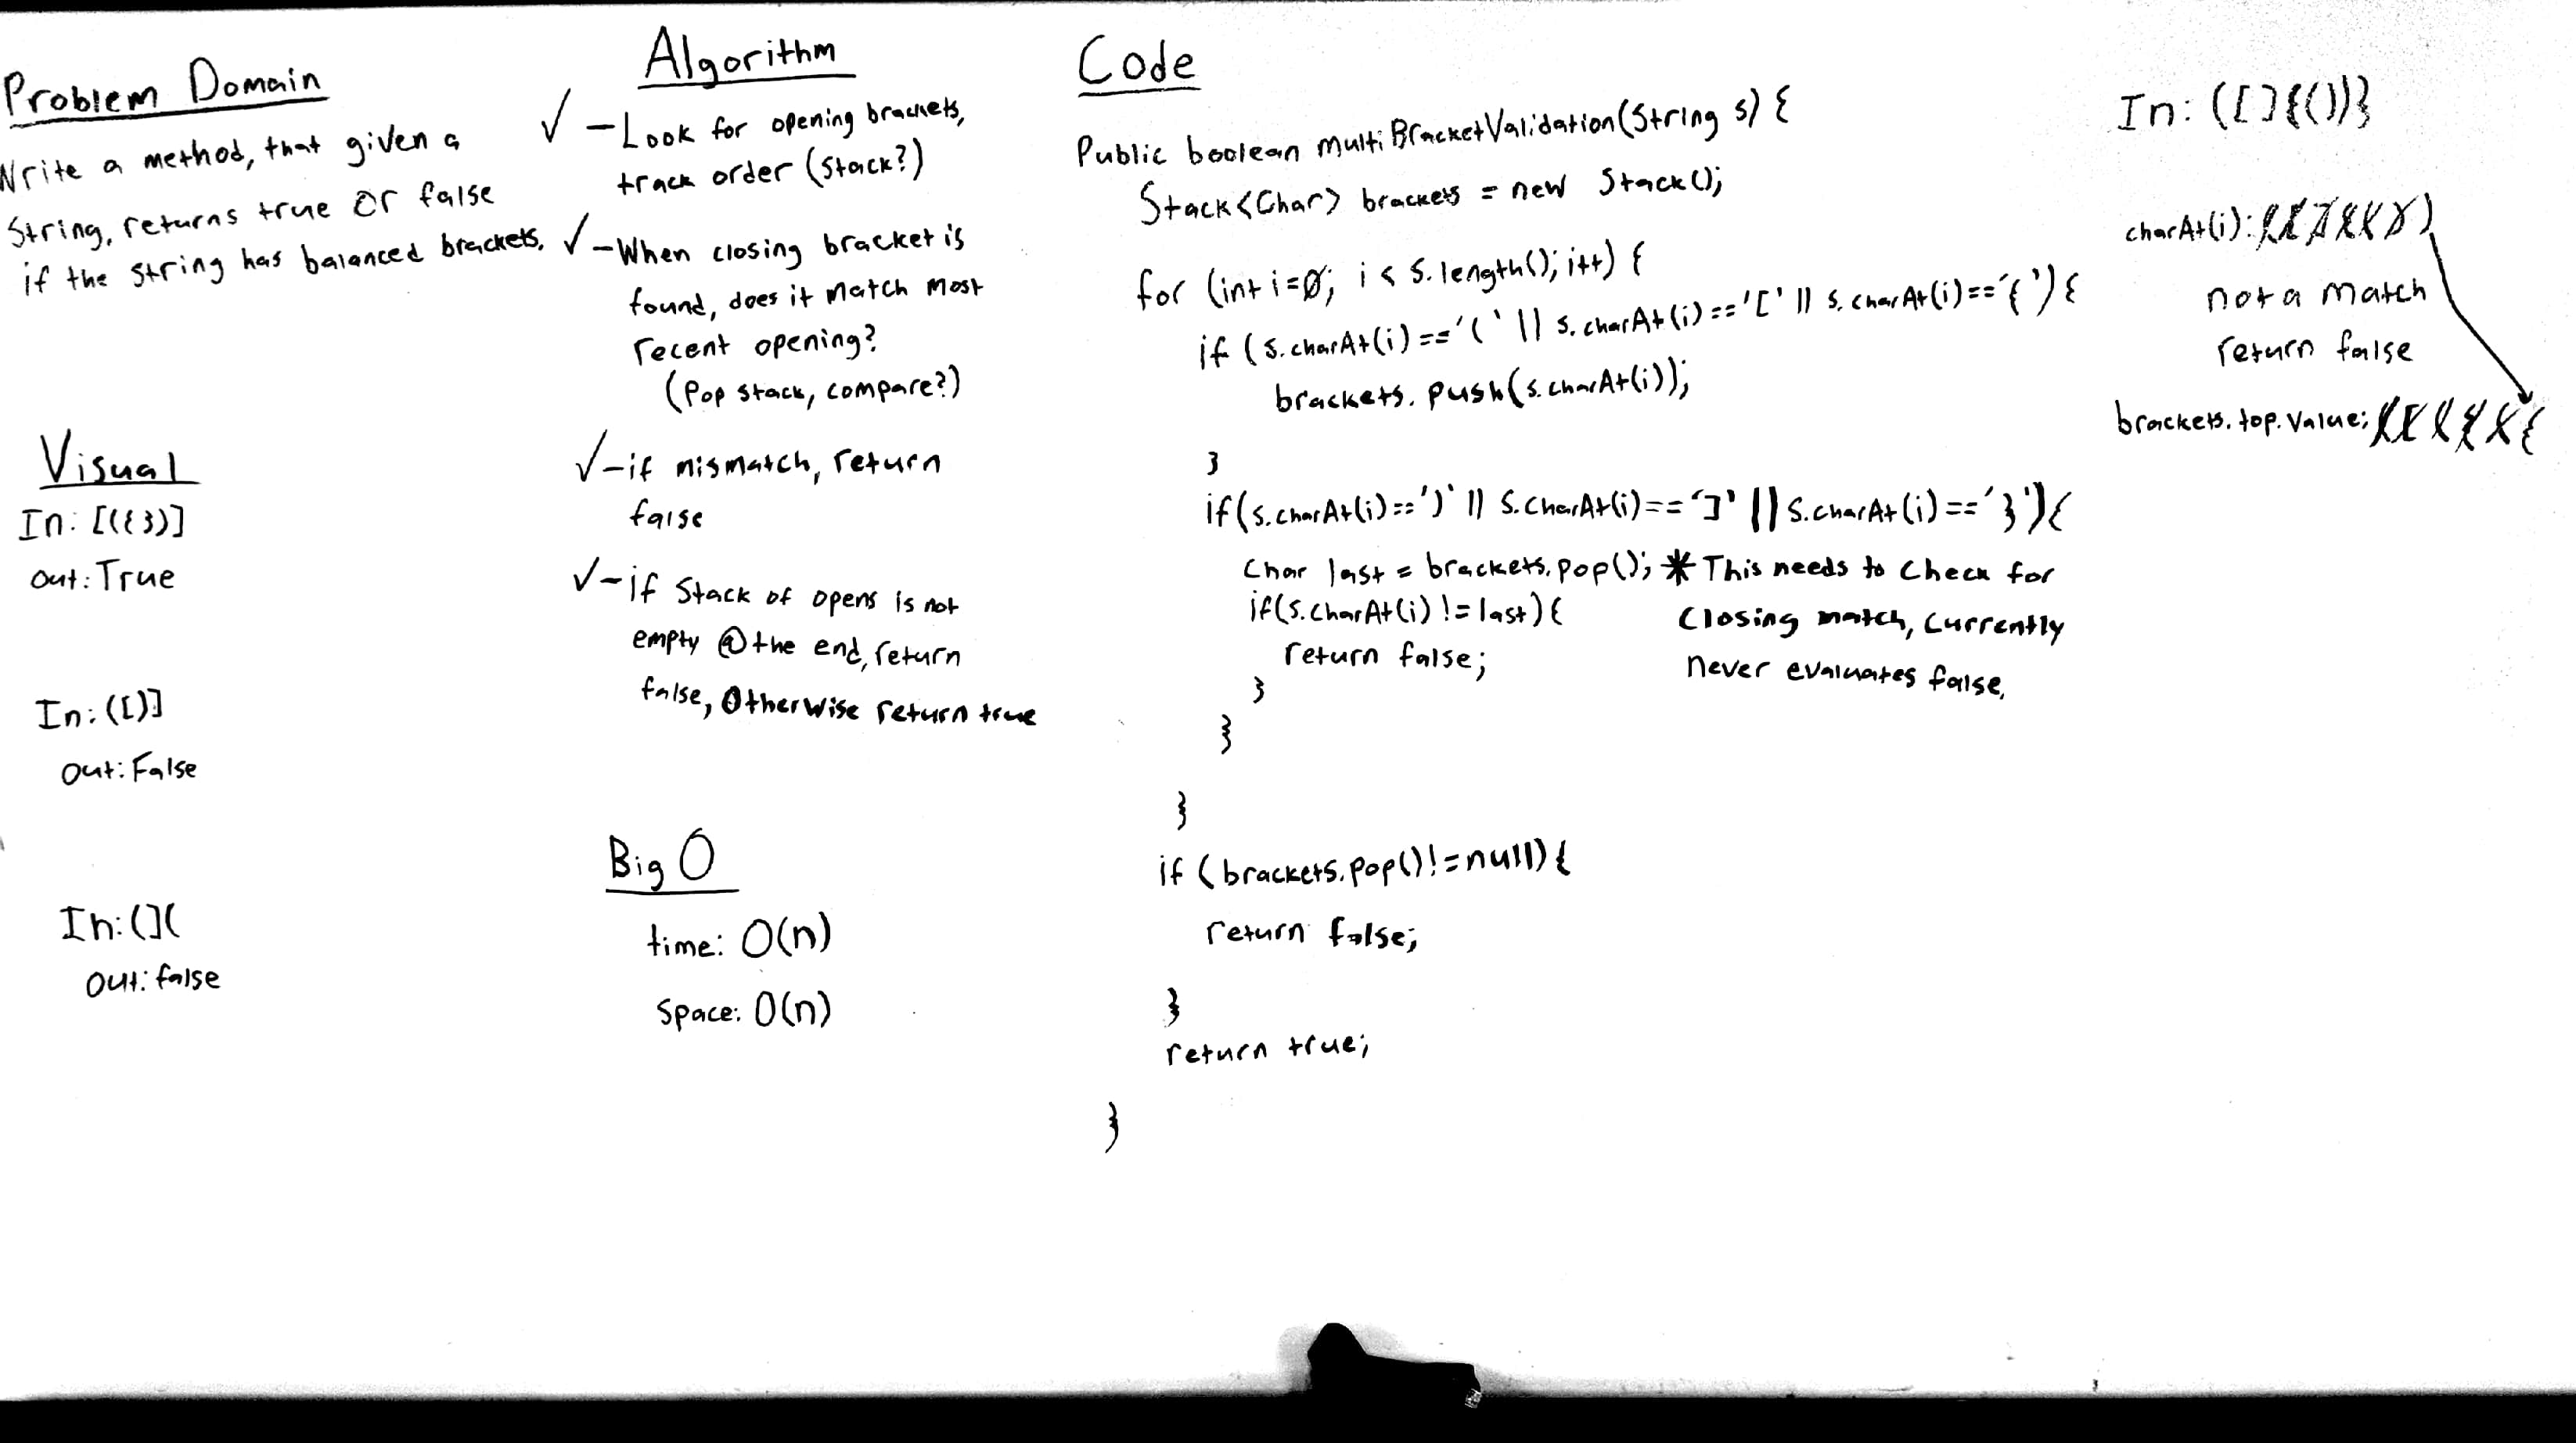 Problem Domain
Write a method, that given a
String, returns true or false
if the string has balanced brackets.
Visual
In: [({})]
Out: True
In: ([)]
Out: False
In: (](
Out: false
Algorithm
✓ - Look for opening brackets,
track order (Stack?)
✓ - When closing bracket is
found, does it match most
recent opening?
(Pop stack, compare?)
✓ - if mismatch, return
false
✓ - if Stack of opens is not
empty @ the end, return
false, Otherwise return true
Big O
time: O(n)
Space: O(n)
Code
Public boolean multiBracketValidation(String s) {
Stack<Char> brackets = new Stack();
for (int i=0; i < s.length(); i++) {
if (s.charAt(i) == '(' || s.charAt(i) == '[' || s.charAt(i) == '{') {
brackets.push(s.charAt(i));
}
if(s.charAt(i) == ')' || s.charAt(i) == ']' || s.charAt(i) == '}') {
Char last = brackets.pop(); * This needs to check for
if(s.charAt(i) != last) { Closing match, Currently
return false; never evaluates false.
}
}
}
if (brackets.pop() != null) {
return false;
}
return true;
}
In: ([]{())}
charAt(i): )
not a match
return false
brackets.top.value: {